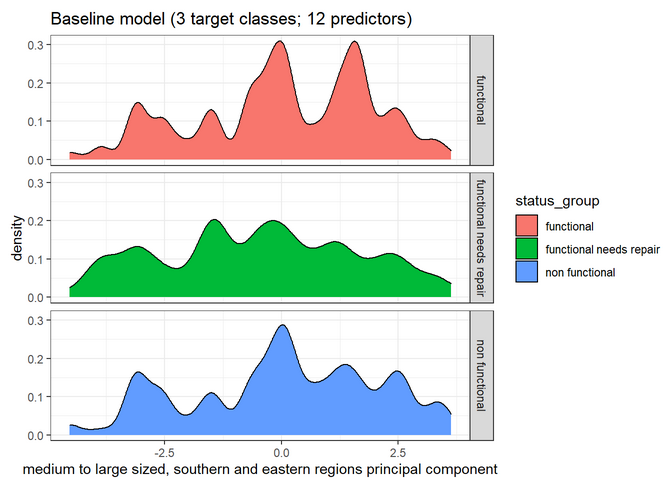 Baseline model (3 target classes; 12 predictors)
0.3
0.2
0.1
0.0
functional
0.3
0.2
0.1
0.0
functional needs repair
0.3
0.2
0.1
0.0
non functional
density
-2.5
0.0
2.5
medium to large sized, southern and eastern regions principal component
status_group
functional
functional needs repair
non functional